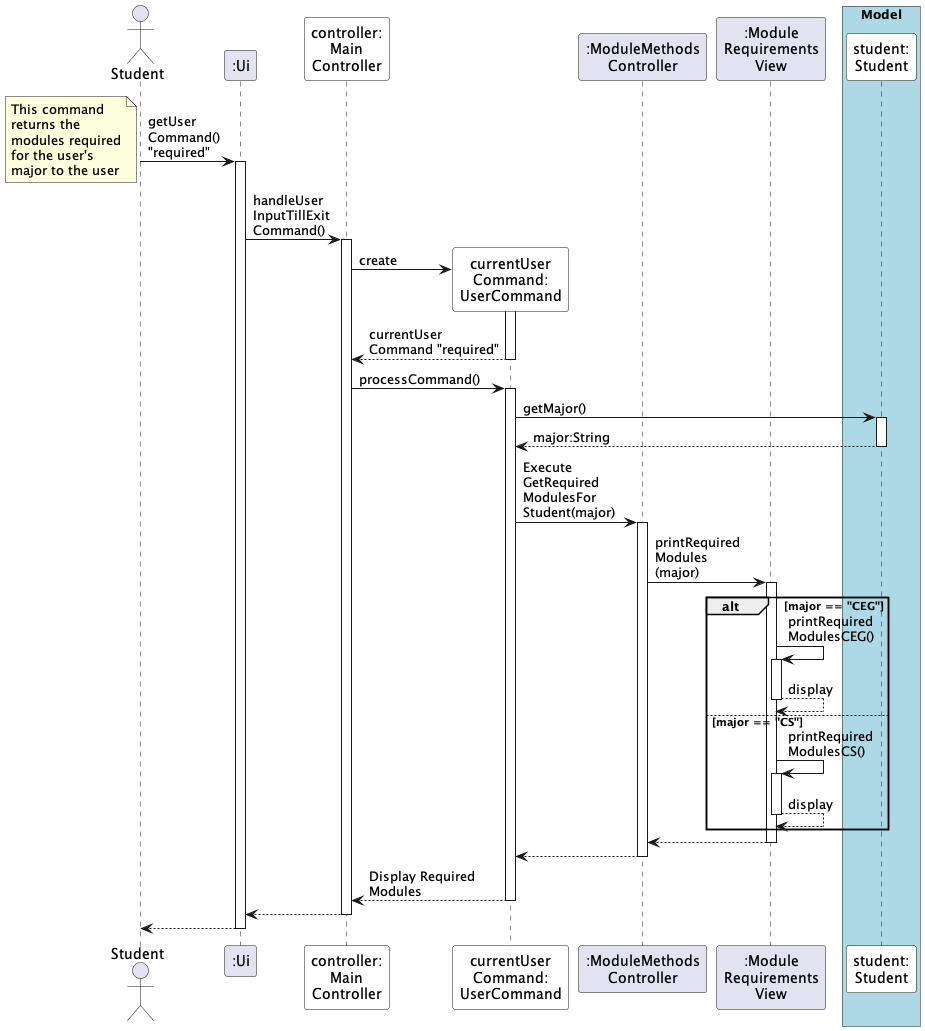 Model
Student
:Ui
controller:
Main
Controller
:ModuleMethods
Controller
:Module
Requirements
View
student:
Student
This command
returns the
modules required
for the user's
major to the user
getUser
Command()
"required"
handleUser
InputTillExit
Command()
create
currentUser
Command:
UserCommand
currentUser
Command "required"
processCommand()
getMajor()
major:String
Execute
GetRequired
ModulesFor
Student(major)
printRequired
Modules
(major)
alt
[major == "CEG"]
printRequired
ModulesCEG()
display
[major == "CS"]
printRequired
ModulesCS()
display
Display Required
Modules
Student
:Ui
controller:
Main
Controller
currentUser
Command:
UserCommand
:ModuleMethods
Controller
:Module
Requirements
View
student:
Student